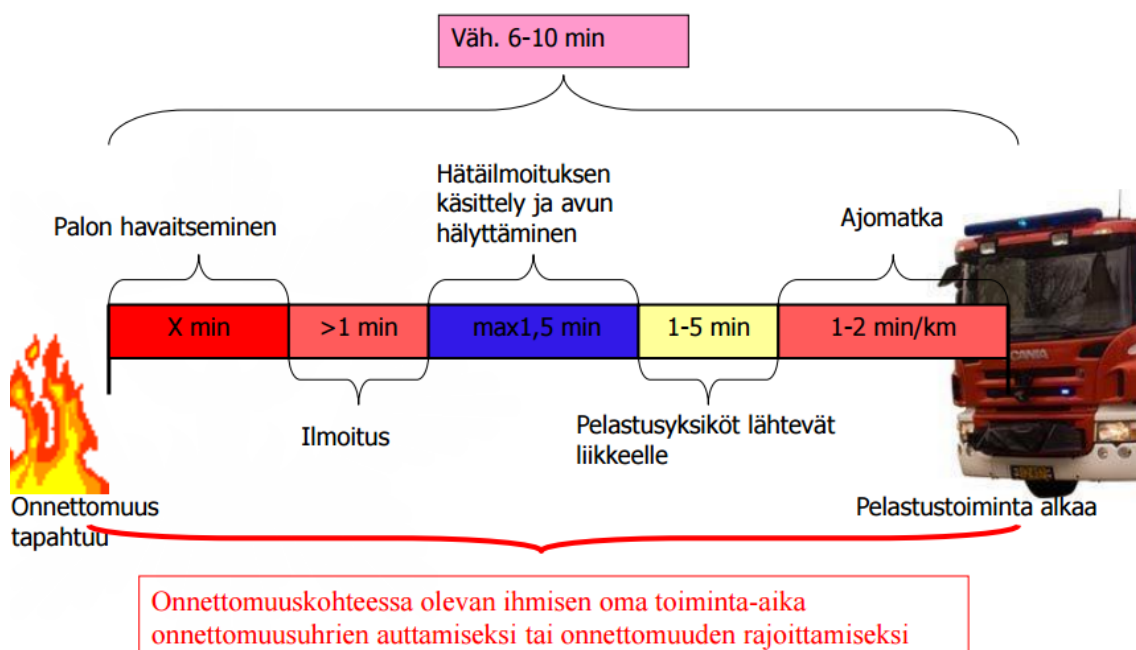 Väh. 6-10 min
Hätäilmoituksen
käsittely ja avun
hälyttäminen
Palon havaitseminen
Ajomatka
X min
>1 min
max1,5 min
1-5 min
1-2 min/km
SCANIA
Ilmoitus
Pelastusyksiköt lähtevät
liikkeelle
Onnettomuus
tapahtuu
Pelastustoiminta alkaa
Onnettomuuskohteessa olevan ihmisen oma toiminta-aika
onnettomuusuhrien auttamiseksi tai onnettomuuden rajoittamiseksi